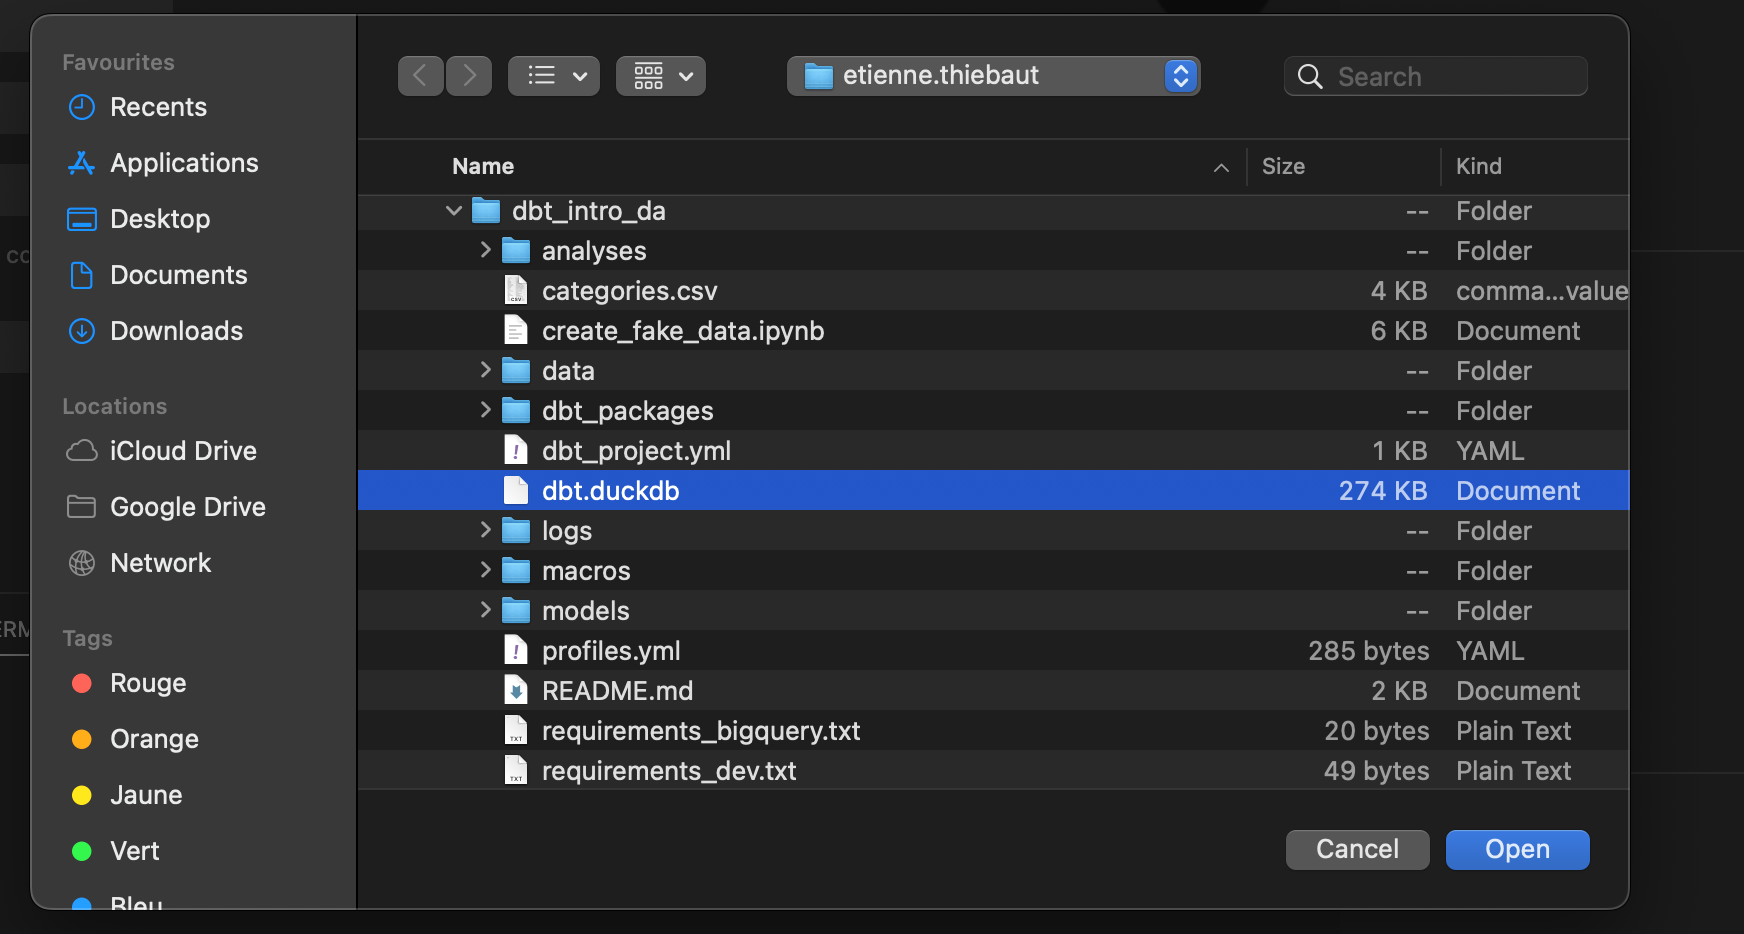 Favourites
Recents
Applications
Desktop
Documents
Downloads
Locations
iCloud Drive
Google Drive
Network
Tags
Rouge
Orange
Jaune
Vert
Bleu
etienne.thiebaut
Search
Name Size Kind
dbt_intro_da -- Folder
analyses -- Folder
categories.csv 4 KB comma...value
create_fake_data.ipynb 6 KB Document
data -- Folder
dbt_packages -- Folder
dbt_project.yml 1 KB YAML
dbt.duckdb 274 KB Document
logs -- Folder
macros -- Folder
models -- Folder
profiles.yml 285 bytes YAML
README.md 2 KB Document
requirements_bigquery.txt 20 bytes Plain Text
requirements_dev.txt 49 bytes Plain Text
Cancel Open